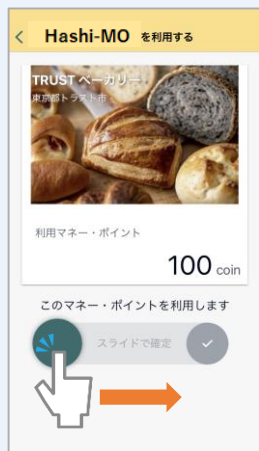 Hashi-MO を利用する
TRUST ベーカリー
東京都トラスト市
利用マネー・ポイント
100 coin
このマネー・ポイントを利用します
スライドで確定